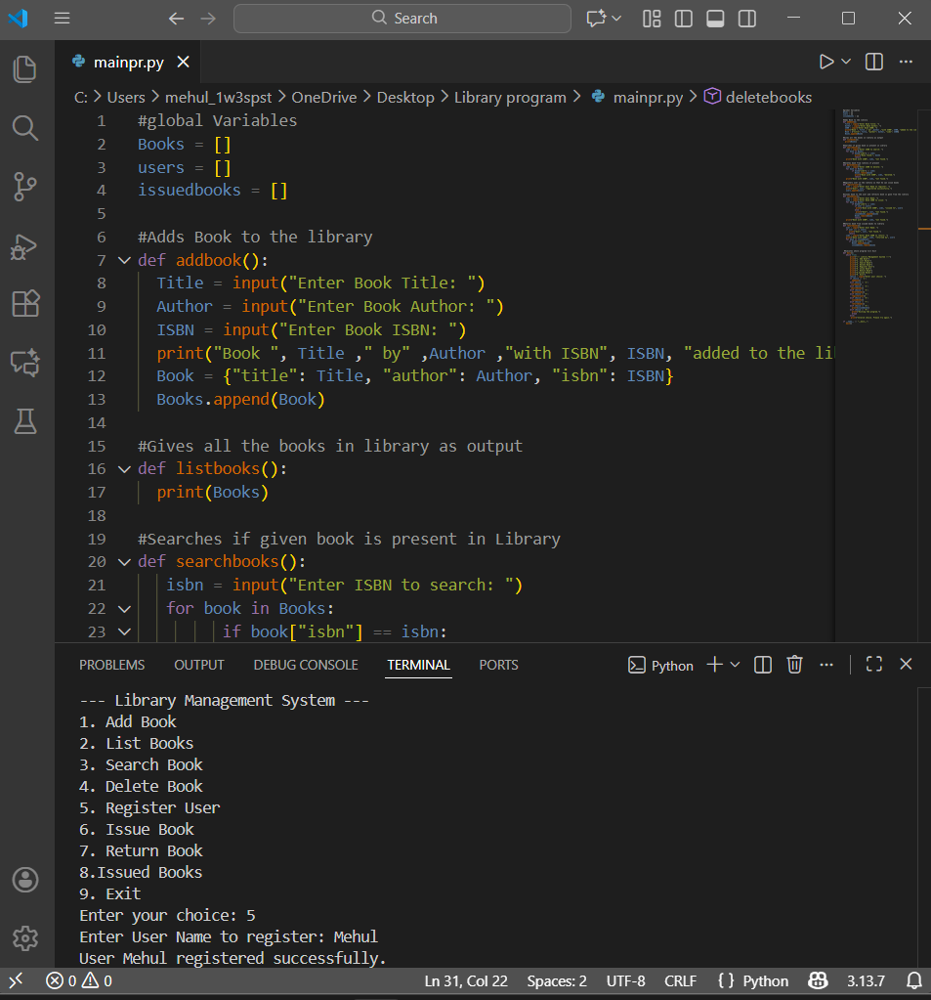 Search
mainpr.py
C: > Users > mehul_1w3spst > OneDrive > Desktop > Library program > mainpr.py > deletebooks
1 #global Variables
2 Books = []
3 users = []
4 issuedbooks = []
5
6 #Adds Book to the library
7 def addbook():
8 Title = input("Enter Book Title: ")
9 Author = input("Enter Book Author: ")
10 ISBN = input("Enter Book ISBN: ")
11 print("Book ", Title ," by" ,Author ,"with ISBN", ISBN, "added to the li
12 Book = {"title": Title, "author": Author, "isbn": ISBN}
13 Books.append(Book)
14
15 #Gives all the books in library as output
16 def listbooks():
17 print(Books)
18
19 #Searches if given book is present in Library
20 def searchbooks():
21 isbn = input("Enter ISBN to search: ")
22 for book in Books:
23 if book["isbn"] == isbn:
PROBLEMS OUTPUT DEBUG CONSOLE TERMINAL PORTS Python
--- Library Management System ---
1. Add Book
2. List Books
3. Search Book
4. Delete Book
5. Register User
6. Issue Book
7. Return Book
8.Issued Books
9. Exit
Enter your choice: 5
Enter User Name to register: Mehul
User Mehul registered successfully.
0 0 Ln 31, Col 22 Spaces: 2 UTF-8 CRLF {} Python 3.13.7